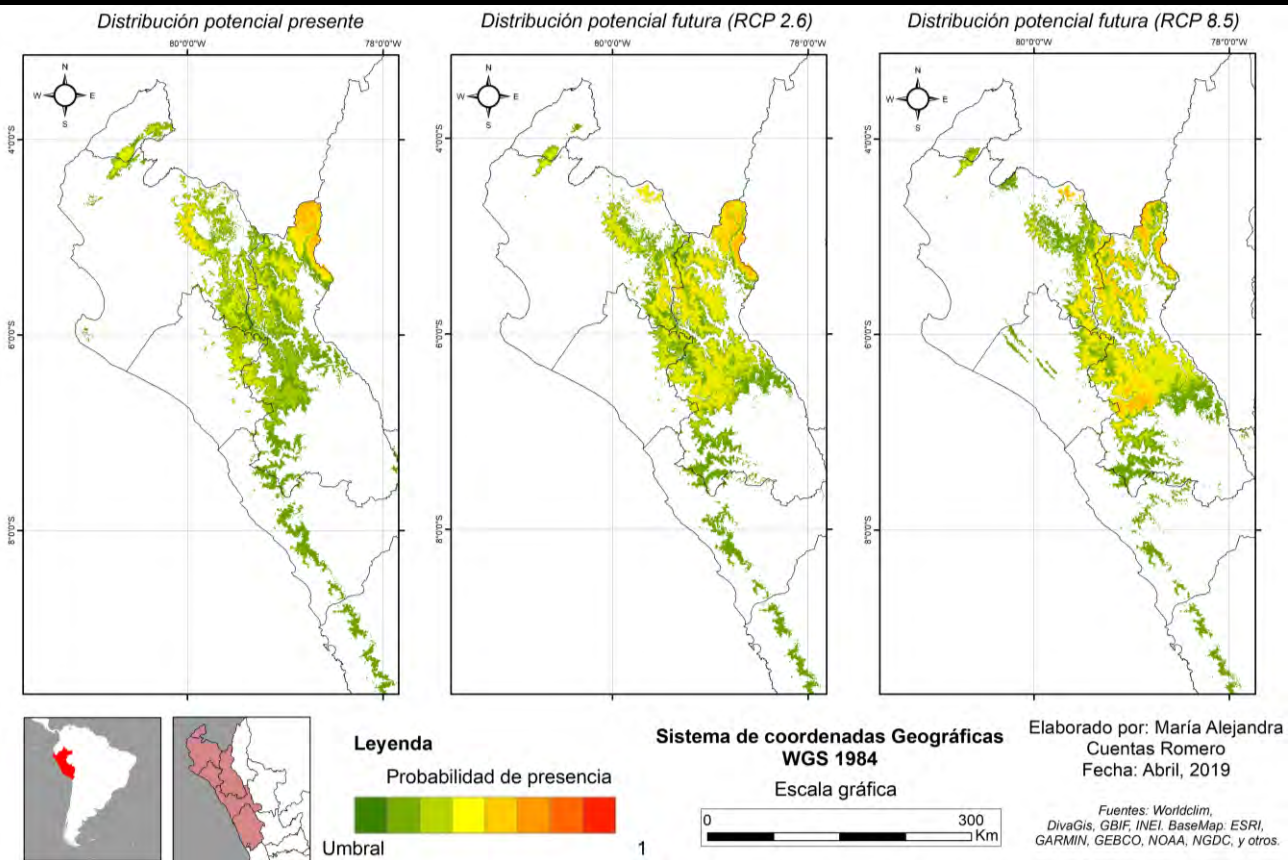 Distribución potencial presente
Distribución potencial futura (RCP 2.6)
Distribución potencial futura (RCP 8.5)
80°0'0"W
78°0'0"W
80°0'0"W
78°0'0"W
80°0'0"W
78°0'0"W
N
W
E
S
N
W
E
S
N
W
E
S
4°0'0"S
6°0'0"S
8°0'0"S
4°0'0"S
6°0'0"S
8°0'0"S
4°0'0"S
6°0'0"S
8°0'0"S
Leyenda
Probabilidad de presencia
Umbral
1
Sistema de coordenadas Geográficas
WGS 1984
Escala gráfica
0
300
Km
Elaborado por: María Alejandra
Cuentas Romero
Fecha: Abril, 2019
Fuentes: Worldclim,
DivaGis, GBIF, INEI. BaseMap: ESRI,
GARMIN, GEBCO, NOAA, NGDC, y otros.